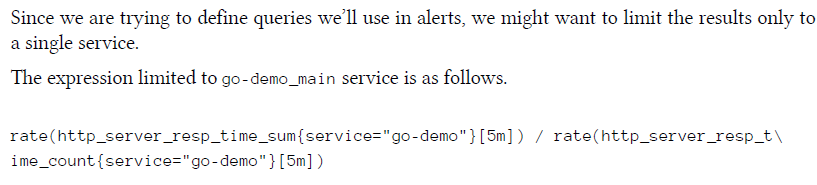 Since we are trying to define queries we’ll use in alerts, we might want to limit the results only to
a single service.
The expression limited to go-demo_main service is as follows.
rate(http_server_resp_time_sum{service="go-demo"}[5m]) / rate(http_server_resp_t\
ime_count{service="go-demo"}[5m])